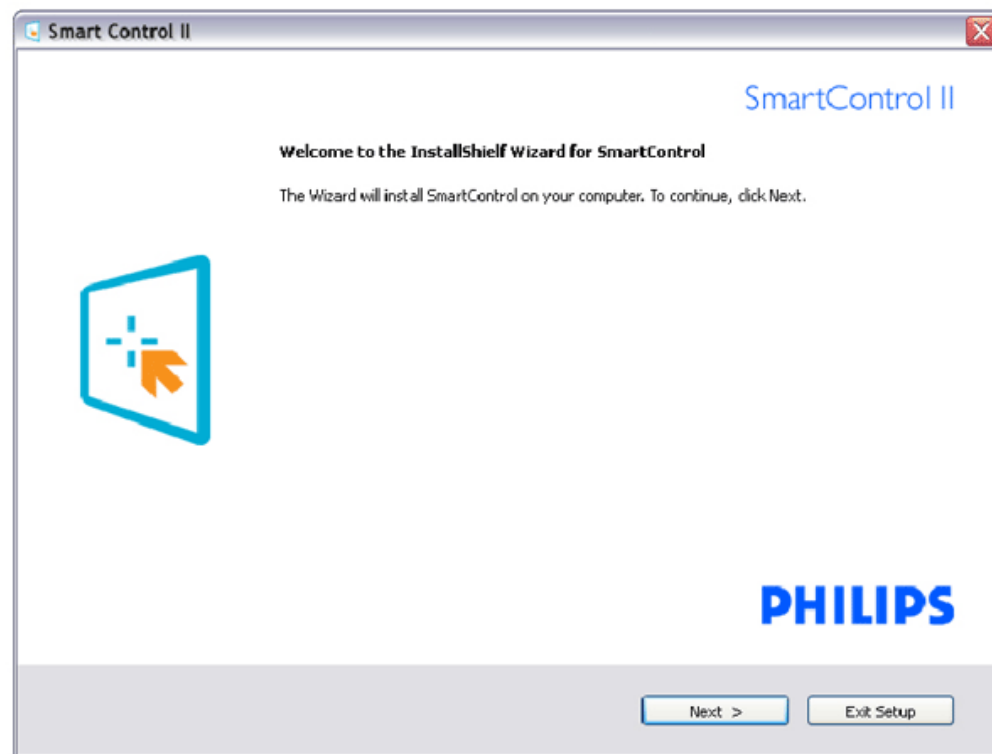 Smart Control II
SmartControl II
Welcome to the InstallShielf Wizard for SmartControl
The Wizard will install SmartControl on your computer. To continue, click Next.
PHILIPS
Next >
Exit Setup